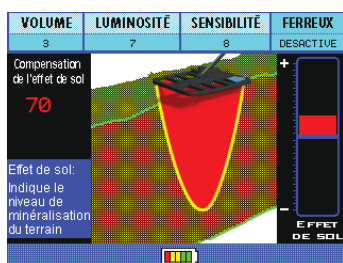 VOLUME LUMINOSITÉ SENSIBILITÉ FERREUX
3 7 8 DESACTIVE
Compensation
de l'effet de sol
70
Effet de sol:
Indique le
niveau de
minéralisation
du terrain
+
-
EFFET
DE SOL